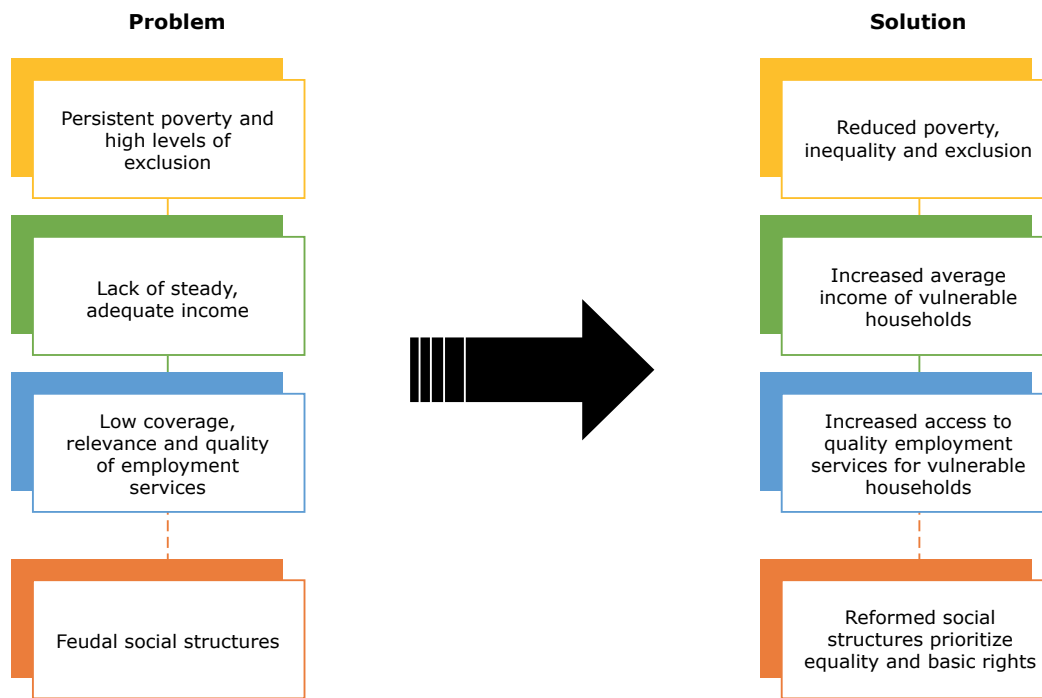 Problem
Persistent poverty and
high levels of
exclusion
Lack of steady,
adequate income
Low coverage,
relevance and quality
of employment
services
Feudal social structures
Solution
Reduced poverty,
inequality and exclusion
Increased average
income of vulnerable
households
Increased access to
quality employment
services for vulnerable
households
Reformed social
structures prioritize
equality and basic rights